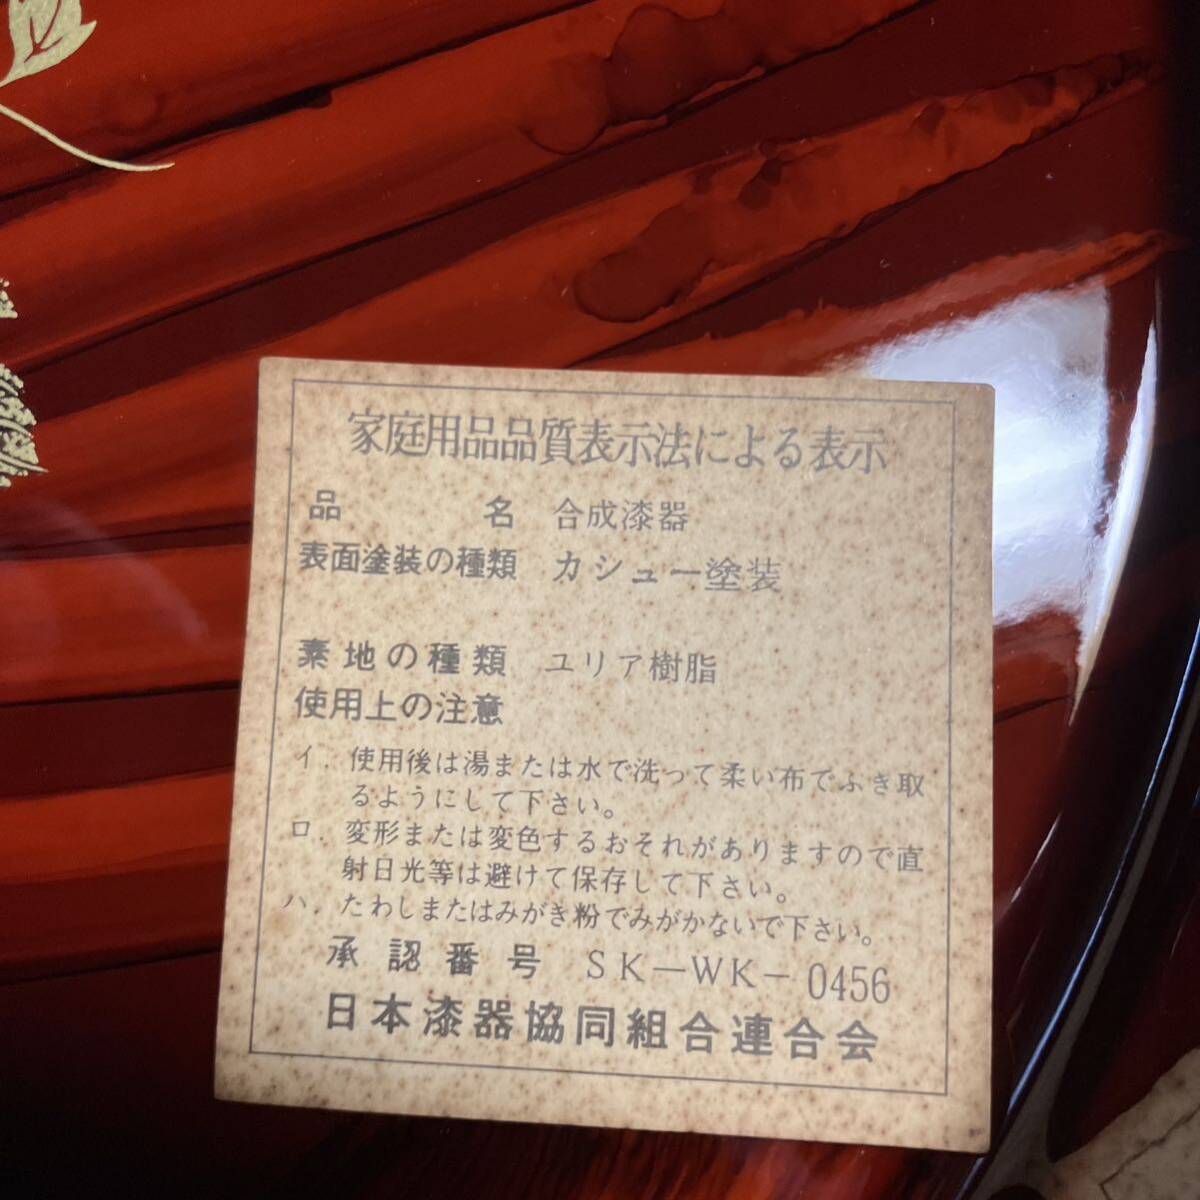 家庭用品品質表示法による表示
品 名 合成漆器
表面塗装の種類 カシュー塗装
素地の種類 ユリア樹脂
使用上の注意
イ. 使用後は湯または水で洗って柔い布でふき取
るようにして下さい。
ロ. 変形または変色するおそれがありますので直
射日光等は避けて保存して下さい。
ハ. たわしまたはみがき粉でみがかないで下さい。
承認番号 SK—WK-0456
日本漆器協同組合連合会